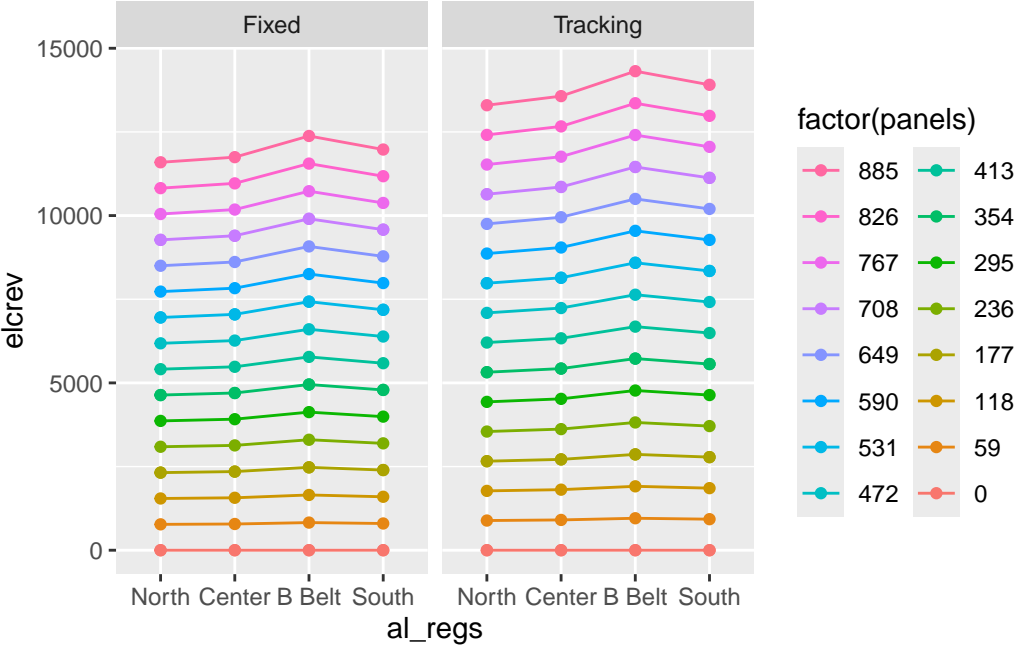 Fixed Tracking
15000
10000
5000
0
elcrev
North Center B Belt South North Center B Belt South
al_regs
factor(panels)
885 413
826 354
767 295
708 236
649 177
590 118
531 59
472 0